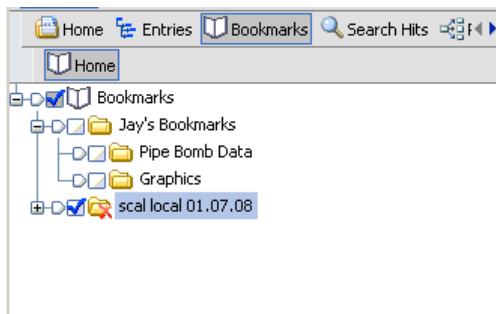 Home Entries Bookmarks Search Hits
Home
Bookmarks
Jay's Bookmarks
Pipe Bomb Data
Graphics
scal local 01.07.08